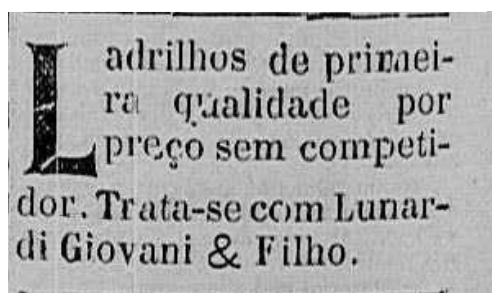 Ladrilhos de primei-
ra qualidade por
preço sem competi-
dor. Trata-se com Lunar-
di Giovani & Filho.